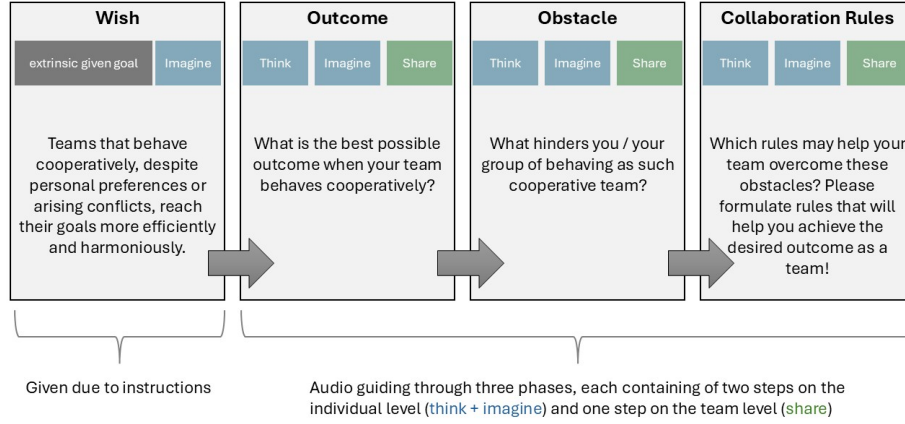 Wish
extrinsic given goal
Imagine
Teams that behave
cooperatively, despite
personal preferences or
arising conflicts, reach
their goals more efficiently
and harmoniously.
Outcome
Think
Imagine
Share
What is the best possible
outcome when your team
behaves cooperatively?
Obstacle
Think
Imagine
Share
What hinders you / your
group of behaving as such
cooperative team?
Collaboration Rules
Think
Imagine
Share
Which rules may help your
team overcome these
obstacles? Please
formulate rules that will
help you achieve the
desired outcome as a
team!
Given due to instructions
Audio guiding through three phases, each containing of two steps on the
individual level (think + imagine) and one step on the team level (share)